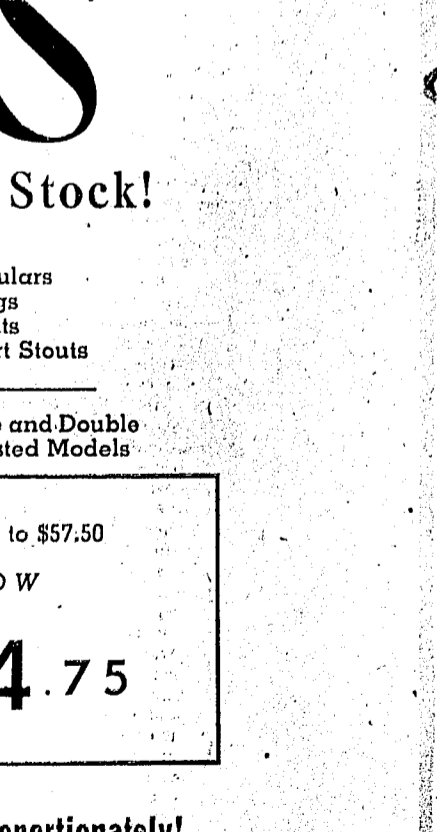 S
Stock!
ulars
gs
ts
rt Stouts
and Double
sted Models
to $57.50
O W
4.75
oportionately!